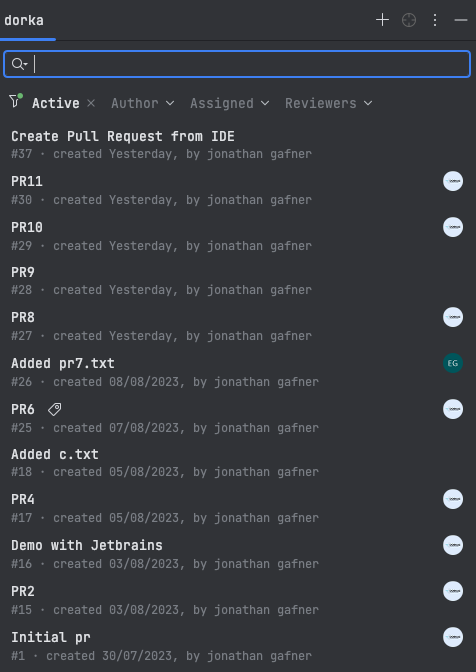 dorka
Active × Author Assigned Reviewers
Create Pull Request from IDE
#37 · created Yesterday, by jonathan gafner
PR11
#30 · created Yesterday, by jonathan gafner
PR10
#29 · created Yesterday, by jonathan gafner
PR9
#28 · created Yesterday, by jonathan gafner
PR8
#27 · created Yesterday, by jonathan gafner
Added pr7.txt EG
#26 · created 08/08/2023, by jonathan gafner
PR6
#25 · created 07/08/2023, by jonathan gafner
Added c.txt
#18 · created 05/08/2023, by jonathan gafner
PR4
#17 · created 05/08/2023, by jonathan gafner
Demo with Jetbrains
#16 · created 03/08/2023, by jonathan gafner
PR2
#15 · created 03/08/2023, by jonathan gafner
Initial pr
#1 · created 30/07/2023, by jonathan gafner